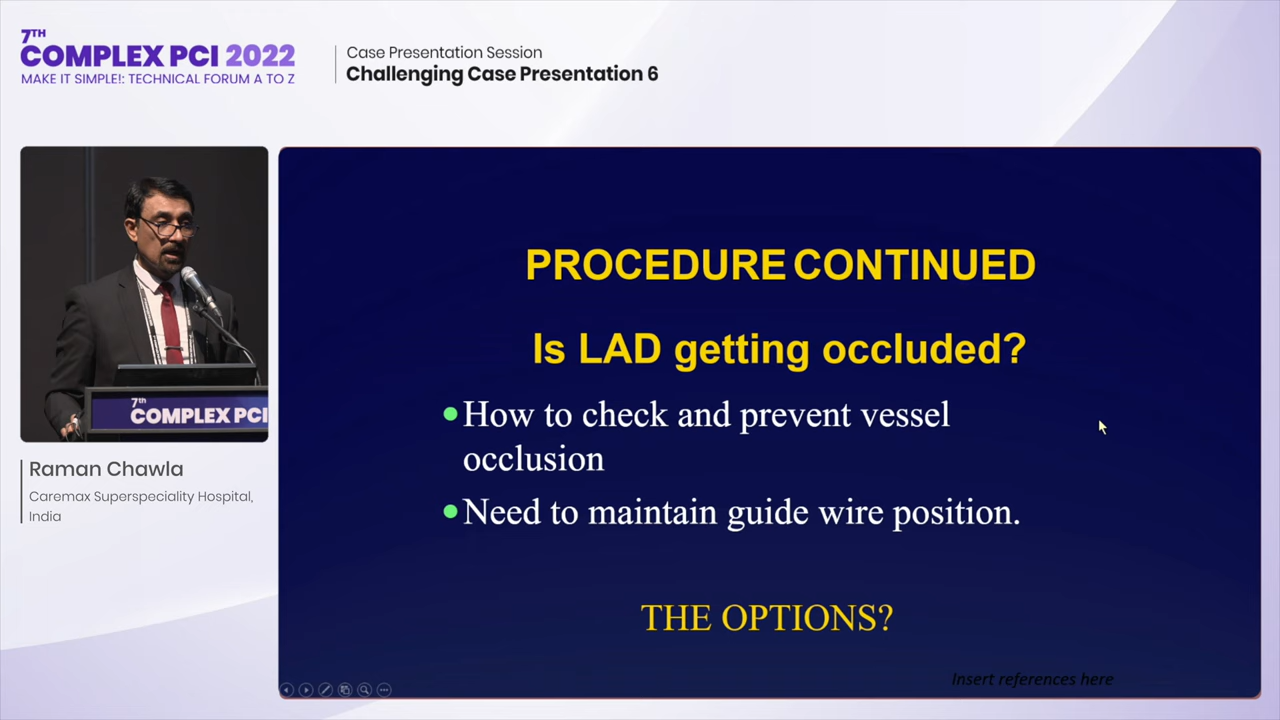 7TH
COMPLEX PCI 2022
MAKE IT SIMPLE!: TECHNICAL FORUM A TO Z
Case Presentation Session
Challenging Case Presentation 6
7th
COMPLEX PCI
Raman Chawla
Caremax Superspeciality Hospital,
India
PROCEDURE CONTINUED
Is LAD getting occluded?
•How to check and prevent vessel
occlusion
•Need to maintain guide wire position.
THE OPTIONS?
Insert references here